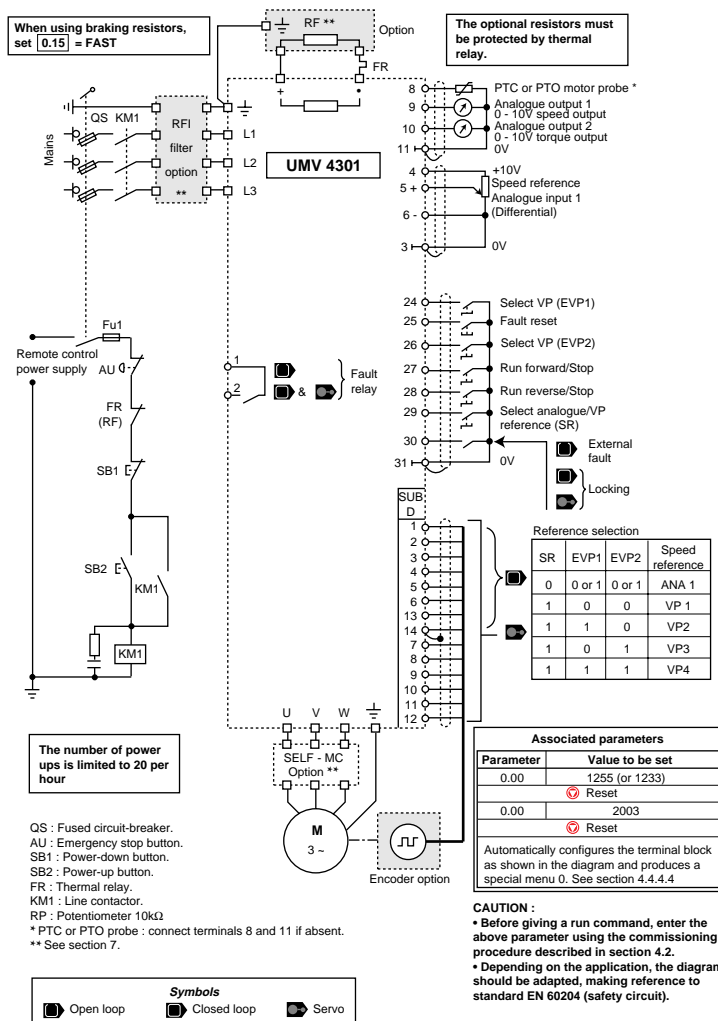 When using braking resistors,
set 0.15 = FAST
RF **
Option
FR
+
•
The optional resistors must
be protected by thermal
relay.
Mains
QS KM1
RFI
filter
option
**
L1
L2
L3
UMV 4301
8 PTC or PTO motor probe *
9 Analogue output 1
0 - 10V speed output
10 Analogue output 2
0 - 10V torque output
11 0V
4 +10V
5 + Speed reference
Analogue input 1
6 - (Differential)
3 0V
24 Select VP (EVP1)
25 Fault reset
26 Select VP (EVP2)
27 Run forward/Stop
28 Run reverse/Stop
29 Select analogue/VP
reference (SR)
30
31 0V
External
fault
Locking
Fu1
Remote control
power supply
AU
FR
(RF)
SB1
SB2
KM1
KM1
1
2
&
Fault
relay
SUB
D
1
2
3
4
5
6
13
14
7
8
9
10
11
12
Reference selection
SR EVP1 EVP2 Speed
reference
0 0 or 1 0 or 1 ANA 1
1 0 0 VP 1
1 1 0 VP2
1 0 1 VP3
1 1 1 VP4
U V W
SELF - MC
Option **
M
3 ~
Encoder option
The number of power
ups is limited to 20 per
hour
Associated parameters
Parameter Value to be set
0.00 1255 (or 1233)
Reset
0.00 2003
Reset
Automatically configures the terminal block
as shown in the diagram and produces a
special menu 0. See section 4.4.4.4
QS : Fused circuit-breaker.
AU : Emergency stop button.
SB1 : Power-down button.
SB2 : Power-up button.
FR : Thermal relay.
KM1 : Line contactor.
RP : Potentiometer 10kΩ
* PTC or PTO probe : connect terminals 8 and 11 if absent.
** See section 7.
CAUTION :
• Before giving a run command, enter the
above parameter using the commissioning
procedure described in section 4.2.
• Depending on the application, the diagram
should be adapted, making reference to
standard EN 60204 (safety circuit).
Symbols
Open loop Closed loop Servo